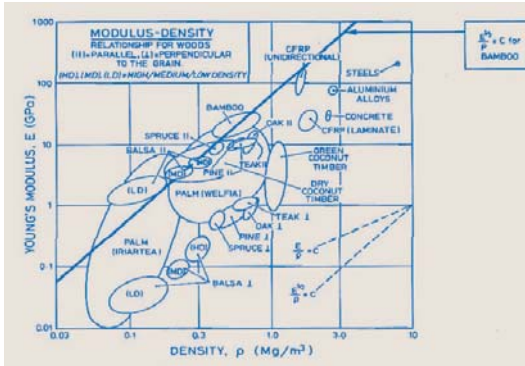 MODULUS-DENSITY
RELATIONSHIP FOR WOODS
(II)=PARALLEL, (⊥)=PERPENDICULAR
TO THE GRAIN.
(HD),(MD),(LD)=HIGH/MEDIUM/LOW DENSITY
CFRP
(UNIDIRECTIONAL)
STEELS
ALUMINIUM
ALLOYS
CONCRETE
CFRP (LAMINATE)
BAMBOO
OAK II
SPRUCE II
BALSA II
GREEN
COCONUT
TIMBER
(MD)
PINE II
TEAK II
(LD)
PALM (WELFIA)
DRY
COCONUT
TIMBER
TEAK ⊥
OAK ⊥
PINE ⊥
SPRUCE ⊥
PALM
(IRIARTEA)
(HD)
(MD)
BALSA ⊥
(LD)
E/ρ = C
E^½/ρ = C
E^½/ρ = C for
BAMBOO
YOUNG'S MODULUS, E (GPa)
1000
100
10
1
0.1
0.01
0.03
0.1
0.3
1.0
3.0
10
DENSITY, ρ (Mg/m³)